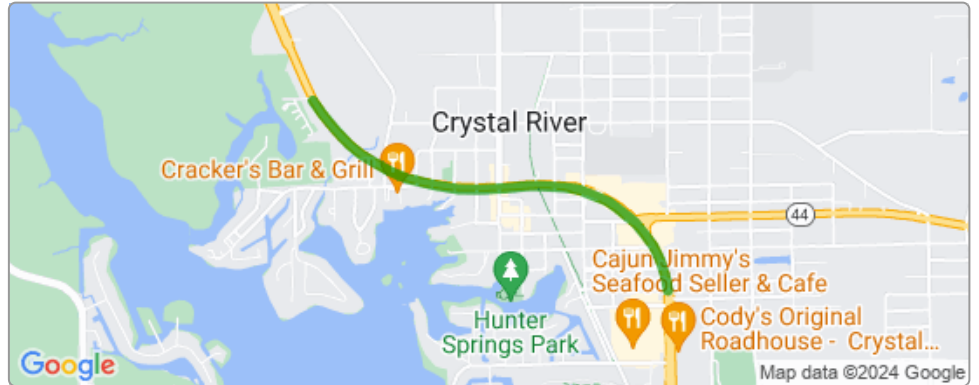 Crystal River
Cracker's Bar & Grill
44
Cajun Jimmy's
Seafood Seller & Cafe
Hunter
Springs Park
Cody's Original
Roadhouse - Crystal...
Google
Map data ©2024 Google